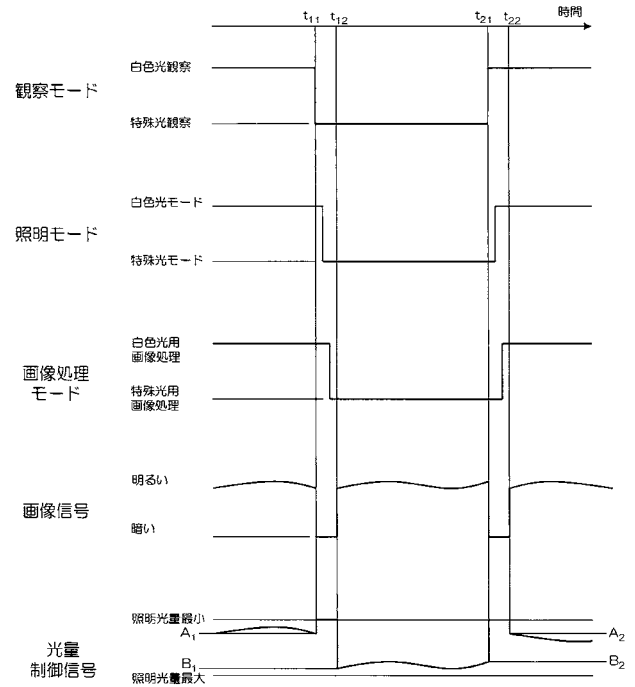 t11 t12 t21 t22 時間
観察モード
白色光観察
特殊光観察
照明モード
白色光モード
特殊光モード
画像処理
モード
白色光用
画像処理
特殊光用
画像処理
画像信号
明るい
暗い
光量
制御信号
照明光量最小
A1 A2
B1 B2
照明光量最大